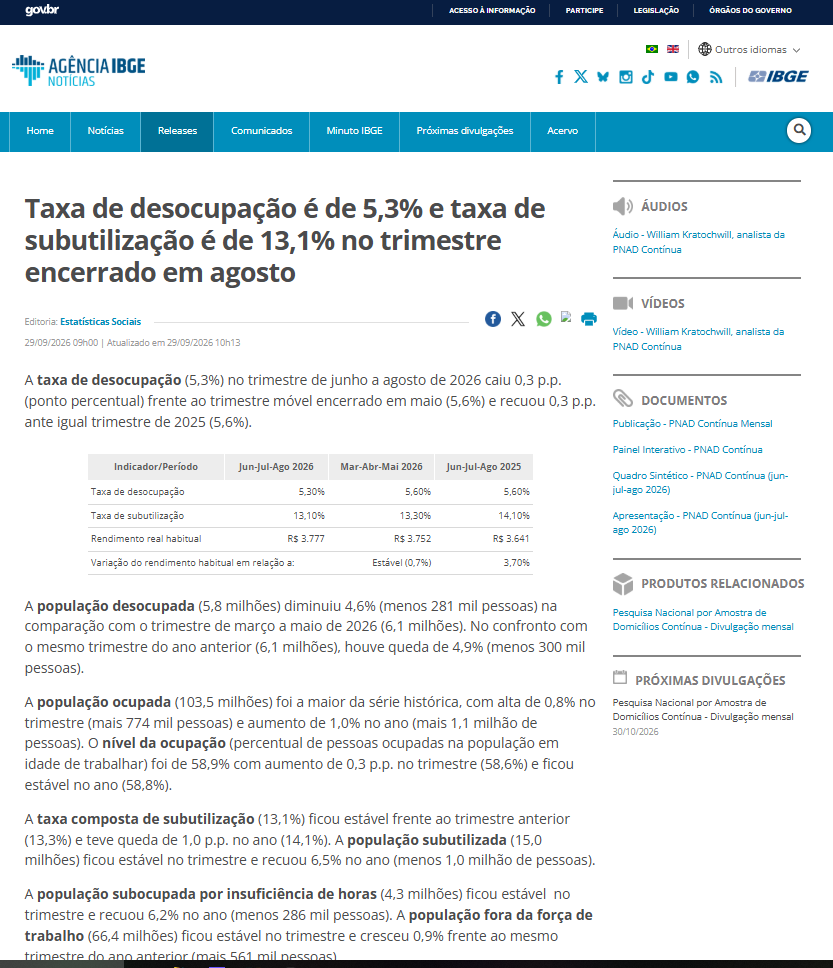 gov.br
ACESSO À INFORMAÇÃO PARTICIPE LEGISLAÇÃO ÓRGÃOS DO GOVERNO
AGÊNCIA IBGE
NOTÍCIAS
Outros idiomas
IBGE
Home Notícias Releases Comunicados Minuto IBGE Próximas divulgações Acervo
Taxa de desocupação é de 5,3% e taxa de
subutilização é de 13,1% no trimestre
encerrado em agosto
Editoria: Estatísticas Sociais
29/09/2026 09h00 | Atualizado em 29/09/2026 10h13
A taxa de desocupação (5,3%) no trimestre de junho a agosto de 2026 caiu 0,3 p.p.
(ponto percentual) frente ao trimestre móvel encerrado em maio (5,6%) e recuou 0,3 p.p.
ante igual trimestre de 2025 (5,6%).
Indicador/Período Jun-Jul-Ago 2026 Mar-Abr-Mai 2026 Jun-Jul-Ago 2025
Taxa de desocupação 5,30% 5,60% 5,60%
Taxa de subutilização 13,10% 13,30% 14,10%
Rendimento real habitual R$ 3.777 R$ 3.752 R$ 3.641
Variação do rendimento habitual em relação a: Estável (0,7%) 3,70%
A população desocupada (5,8 milhões) diminuiu 4,6% (menos 281 mil pessoas) na
comparação com o trimestre de março a maio de 2026 (6,1 milhões). No confronto com
o mesmo trimestre do ano anterior (6,1 milhões), houve queda de 4,9% (menos 300 mil
pessoas).
A população ocupada (103,5 milhões) foi a maior da série histórica, com alta de 0,8% no
trimestre (mais 774 mil pessoas) e aumento de 1,0% no ano (mais 1,1 milhão de
pessoas). O nível da ocupação (percentual de pessoas ocupadas na população em
idade de trabalhar) foi de 58,9% com aumento de 0,3 p.p. no trimestre (58,6%) e ficou
estável no ano (58,8%).
A taxa composta de subutilização (13,1%) ficou estável frente ao trimestre anterior
(13,3%) e teve queda de 1,0 p.p. no ano (14,1%). A população subutilizada (15,0
milhões) ficou estável no trimestre e recuou 6,5% no ano (menos 1,0 milhão de pessoas).
A população subocupada por insuficiência de horas (4,3 milhões) ficou estável no
trimestre e recuou 6,2% no ano (menos 286 mil pessoas). A população fora da força de
trabalho (66,4 milhões) ficou estável no trimestre e cresceu 0,9% frente ao mesmo
trimestre do ano anterior (mais 561 mil pessoas).
ÁUDIOS
Áudio - William Kratochwill, analista da
PNAD Contínua
VÍDEOS
Vídeo - William Kratochwill, analista da
PNAD Contínua
DOCUMENTOS
Publicação - PNAD Contínua Mensal
Painel Interativo - PNAD Contínua
Quadro Sintético - PNAD Contínua (jun-
jul-ago 2026)
Apresentação - PNAD Contínua (jun-jul-
ago 2026)
PRODUTOS RELACIONADOS
Pesquisa Nacional por Amostra de
Domicílios Contínua - Divulgação mensal
PRÓXIMAS DIVULGAÇÕES
Pesquisa Nacional por Amostra de
Domicílios Contínua - Divulgação mensal
30/10/2026